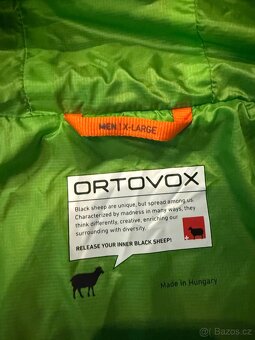 MEN | X-LARGE
ORTOVOX
Black sheep are unique, but spread among us.
Characterized by madness in many ways, they
think differently, creative, enriching our
surrounding with diversity.
RELEASE YOUR INNER BLACK SHEEP!
Made in Hungary
Bazos.cz